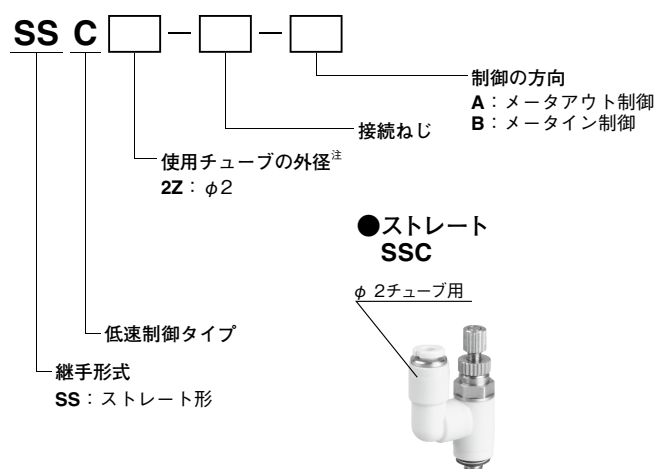 SS C □－□－□
制御の方向
A：メータアウト制御
B：メータイン制御
接続ねじ
使用チューブの外径注
2Z：φ2
●ストレート
SSC
φ 2チューブ用
低速制御タイプ
継手形式
SS：ストレート形